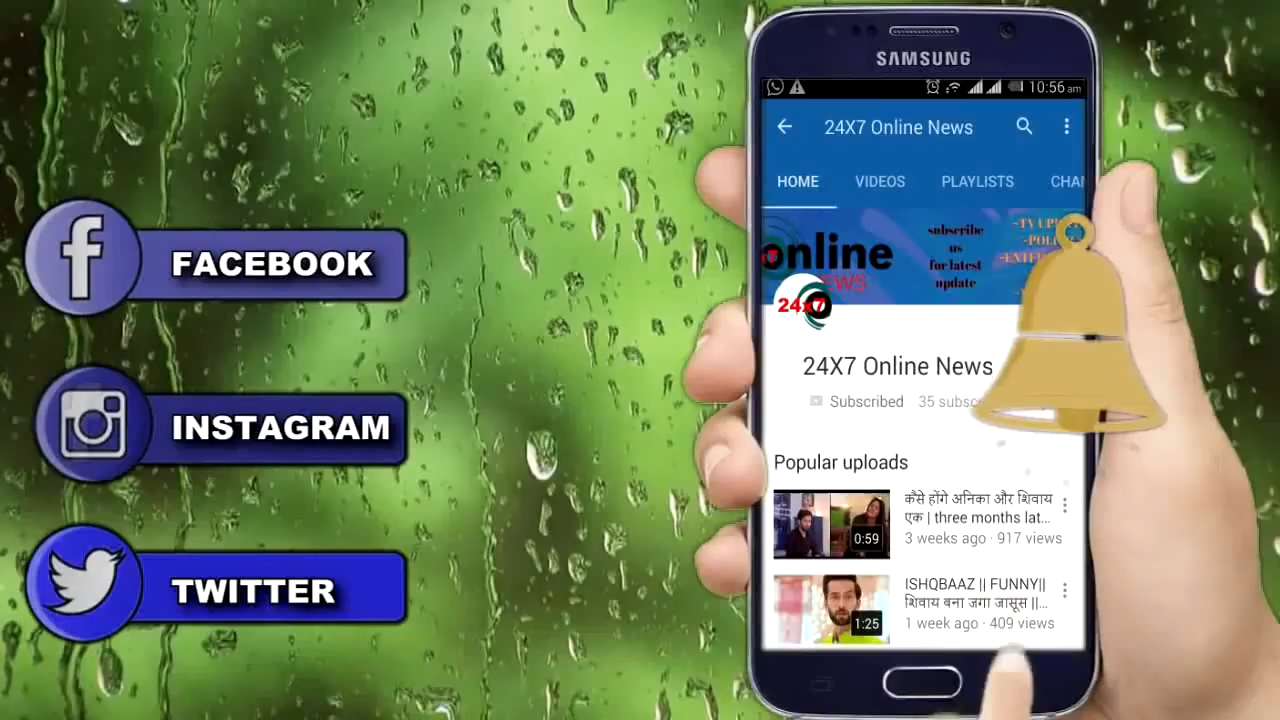 FACEBOOK
INSTAGRAM
TWITTER
SAMSUNG
10:56 am
24X7 Online News
HOME VIDEOS PLAYLISTS CHAN
online
NEWS
subscribe
us
for latest
update
24x7
24X7 Online News
Subscribed 35 subsc
Popular uploads
कैसे होंगे अनिका और शिवाय
एक | three months lat...
3 weeks ago · 917 views
0:59
ISHQBAAZ || FUNNY||
शिवाय बना जगा जासूस ||...
1 week ago · 409 views
1:25